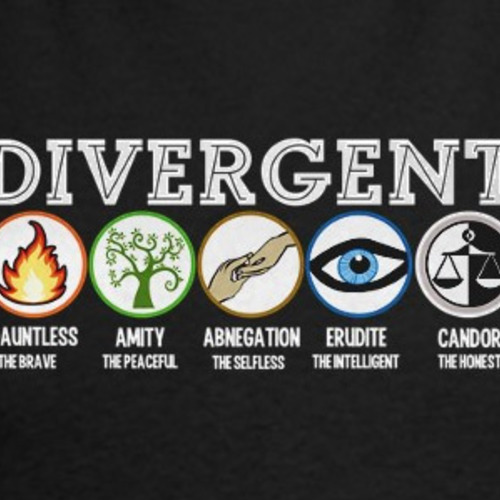 DIVERGENT
AUNTLESS AMITY ABNEGATION ERUDITE CANDOR
THE BRAVE THE PEACEFUL THE SELFLESS THE INTELLIGENT THE HONEST